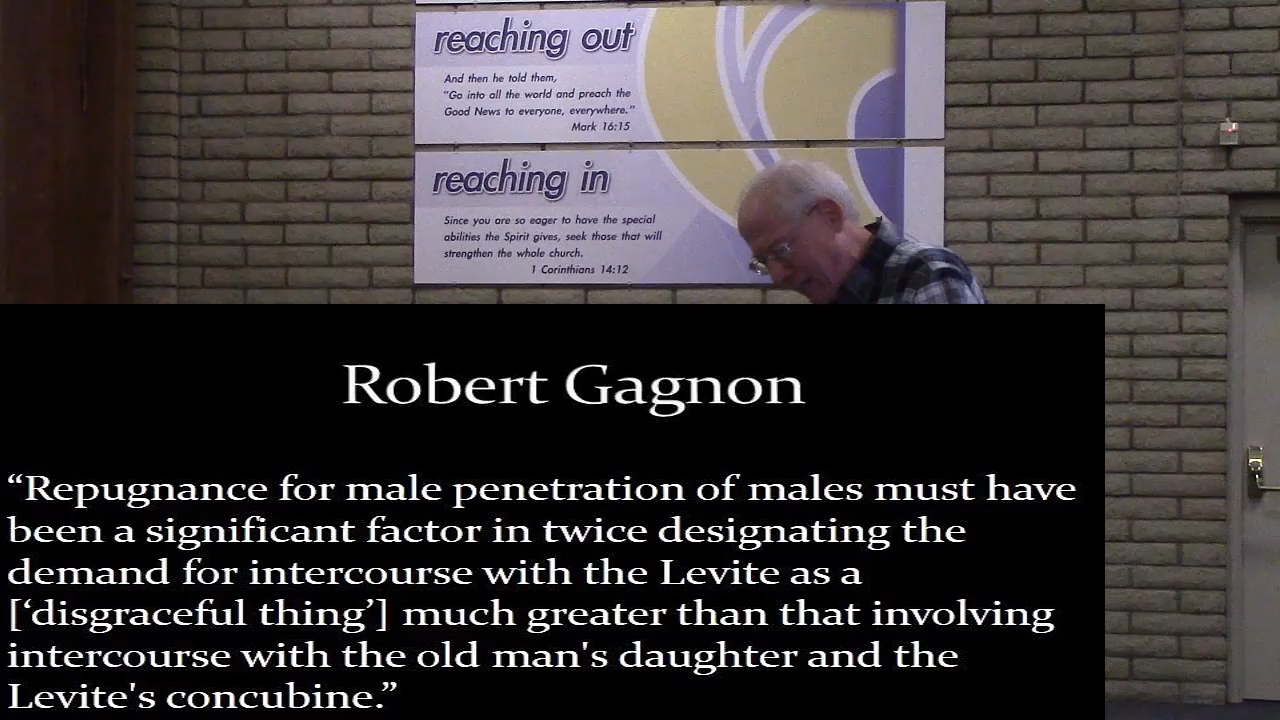 reaching out
And then he told them,
"Go into all the world and preach the
Good News to everyone, everywhere."
Mark 16:15
reaching in
Since you are so eager to have the special
abilities the Spirit gives, seek those that will
strengthen the whole church.
1 Corinthians 14:12
Robert Gagnon
“Repugnance for male penetration of males must have
been a significant factor in twice designating the
demand for intercourse with the Levite as a
[‘disgraceful thing’] much greater than that involving
intercourse with the old man's daughter and the
Levite's concubine.”